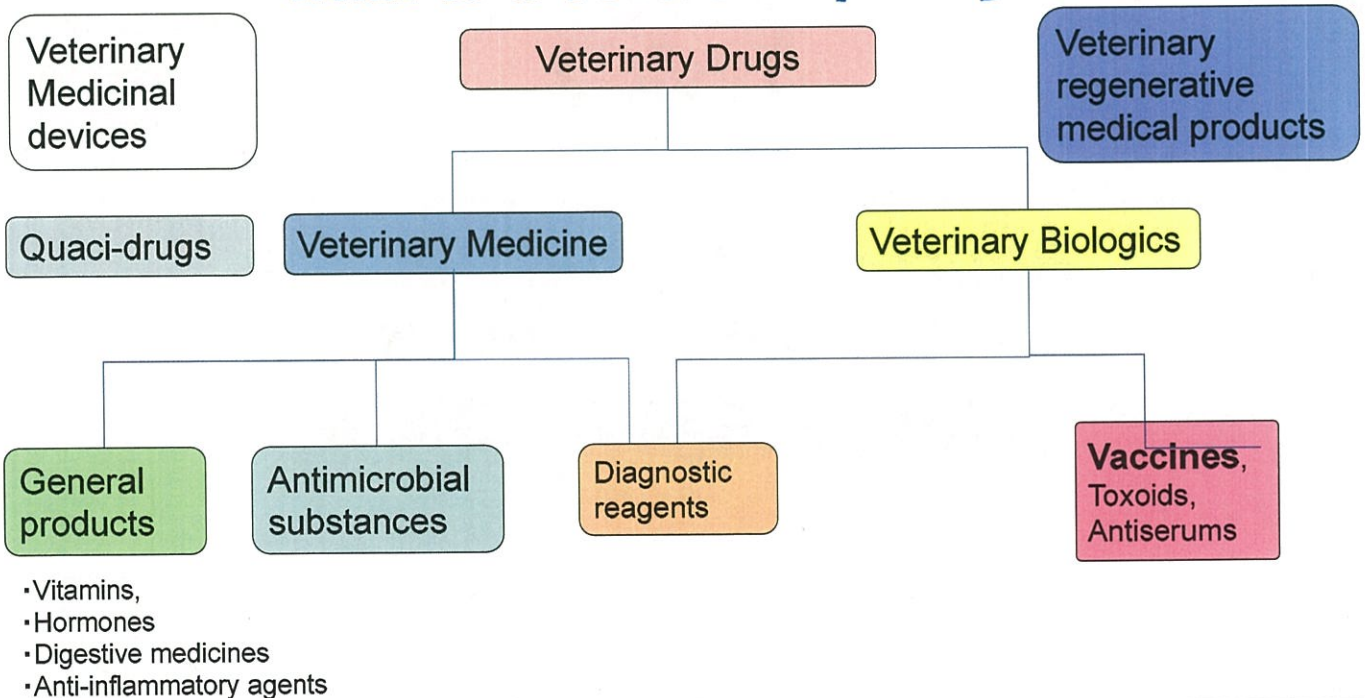 Veterinary
Medicinal
devices
Veterinary Drugs
Veterinary
regenerative
medical products
Quaci-drugs
Veterinary Medicine
Veterinary Biologics
General
products
Antimicrobial
substances
Diagnostic
reagents
Vaccines,
Toxoids,
Antiserums
・Vitamins,
・Hormones
・Digestive medicines
・Anti-inflammatory agents